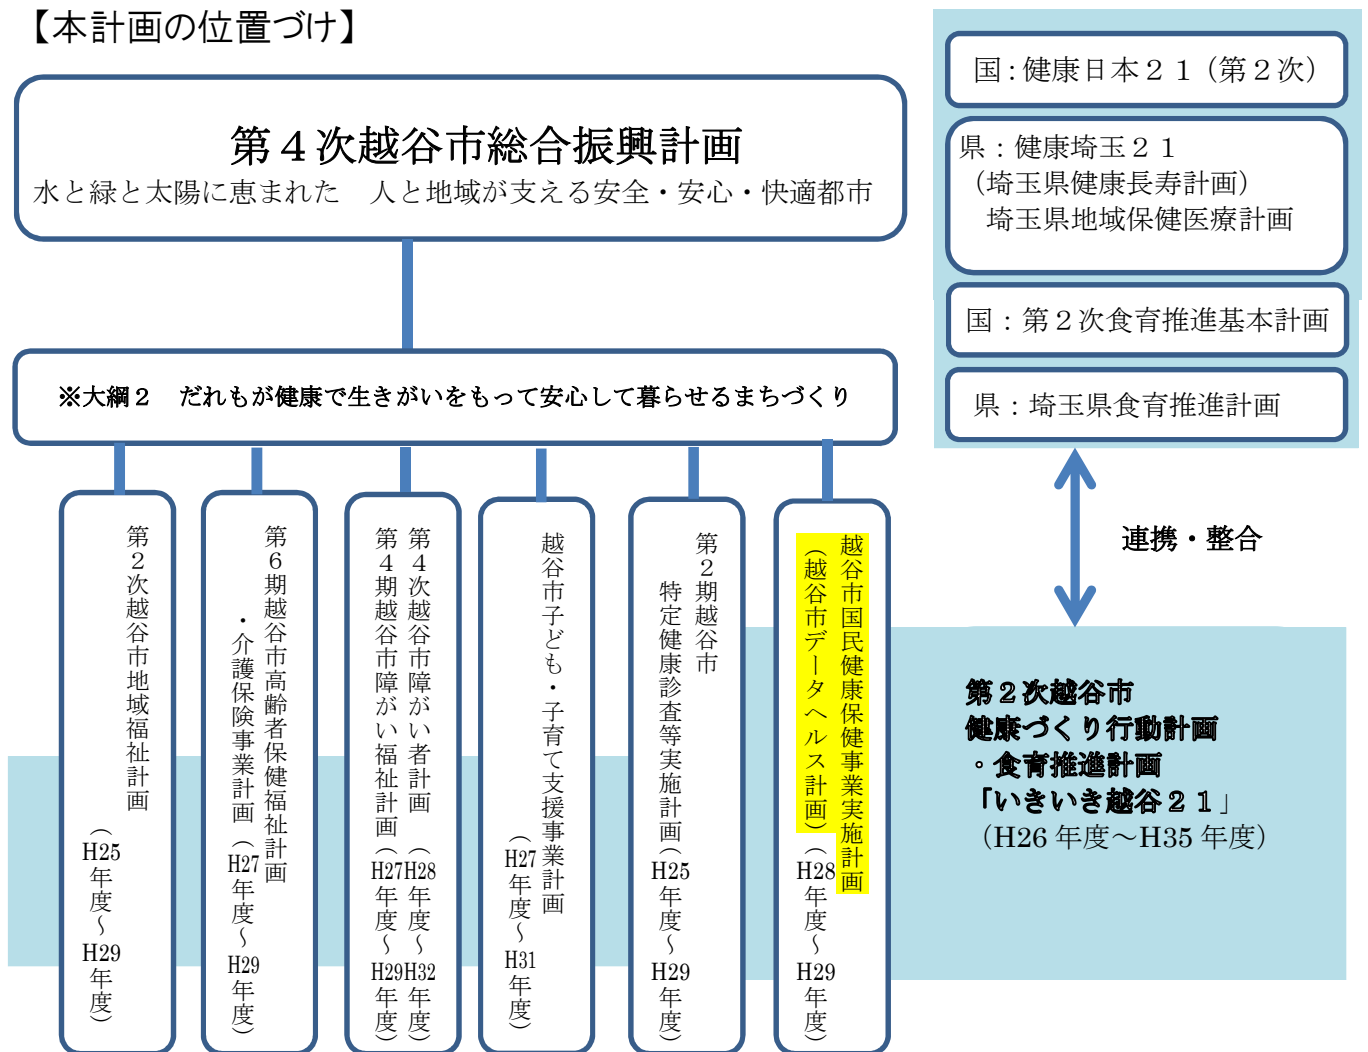 【本計画の位置づけ】
第４次越谷市総合振興計画
水と緑と太陽に恵まれた　人と地域が支える安全・安心・快適都市
※大綱２　だれもが健康で生きがいをもって安心して暮らせるまちづくり
国：健康日本２１（第２次）
県：健康埼玉２１
（埼玉県健康長寿計画）
埼玉県地域保健医療計画
国：第２次食育推進基本計画
県：埼玉県食育推進計画
連携・整合
第２次越谷市地域福祉計画
（H25年度～H29年度）
第６期越谷市高齢者保健福祉計画
・介護保険事業計画（H27年度～H29年度）
第４次越谷市障がい者計画（H28年度～H32年度）
第４期越谷市障がい福祉計画（H27年度～H29年度）
越谷市子ども・子育て支援事業計画
（H27年度～H31年度）
第２期越谷市
特定健康診査等実施計画（H25年度～H29年度）
越谷市国民健康保健事業実施計画
（越谷市データヘルス計画）（H28年度～H29年度）
第２次越谷市
健康づくり行動計画
・食育推進計画
「いきいき越谷２１」
（H26年度～H35年度）